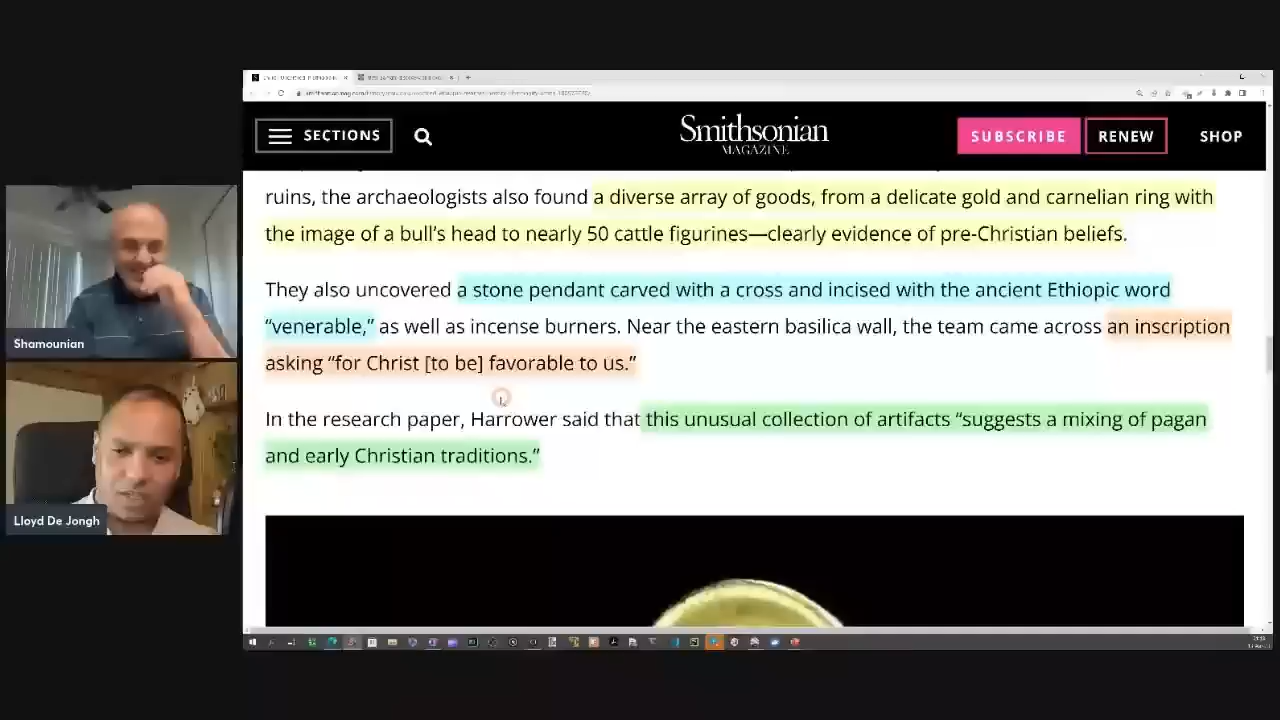 SECTIONS
Smithsonian
MAGAZINE
SUBSCRIBE
RENEW
SHOP
ruins, the archaeologists also found a diverse array of goods, from a delicate gold and carnelian ring with
the image of a bull's head to nearly 50 cattle figurines—clearly evidence of pre-Christian beliefs.
They also uncovered a stone pendant carved with a cross and incised with the ancient Ethiopic word
“venerable,” as well as incense burners. Near the eastern basilica wall, the team came across an inscription
asking “for Christ [to be] favorable to us.”
In the research paper, Harrower said that this unusual collection of artifacts “suggests a mixing of pagan
and early Christian traditions.”
Shamounian
Lloyd De Jongh